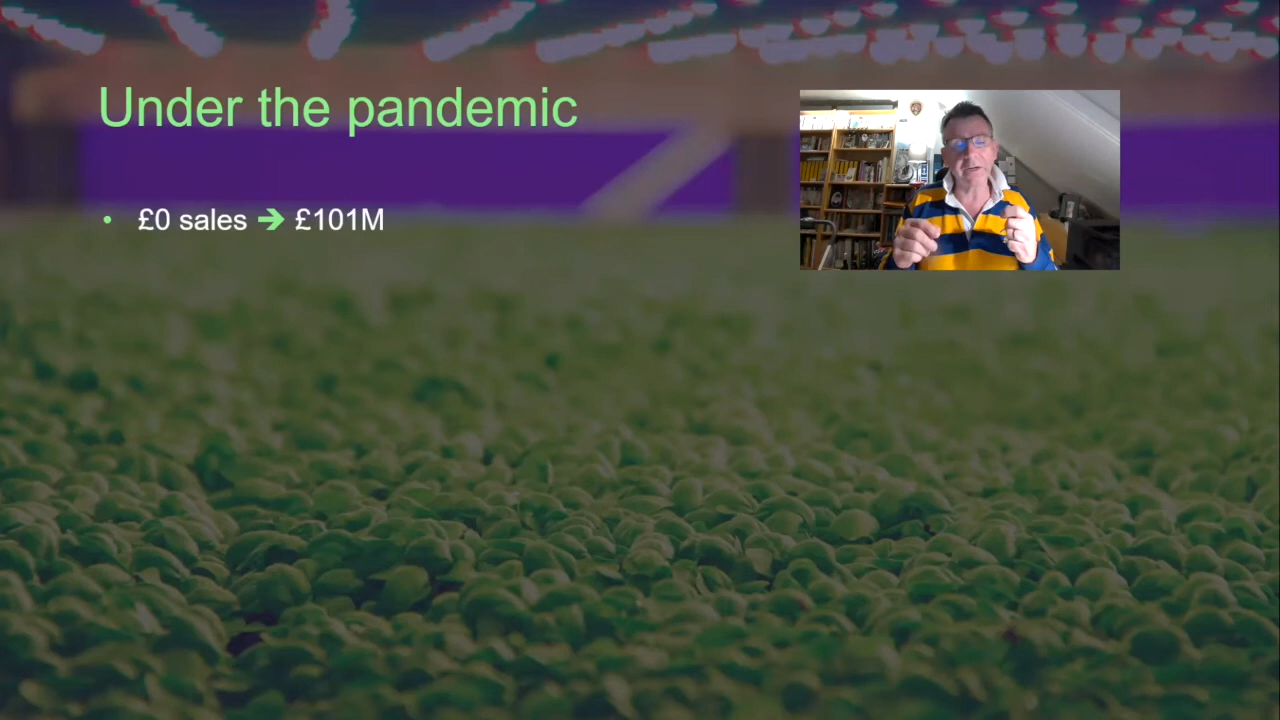 Under the pandemic
• £0 sales ➔ £101M